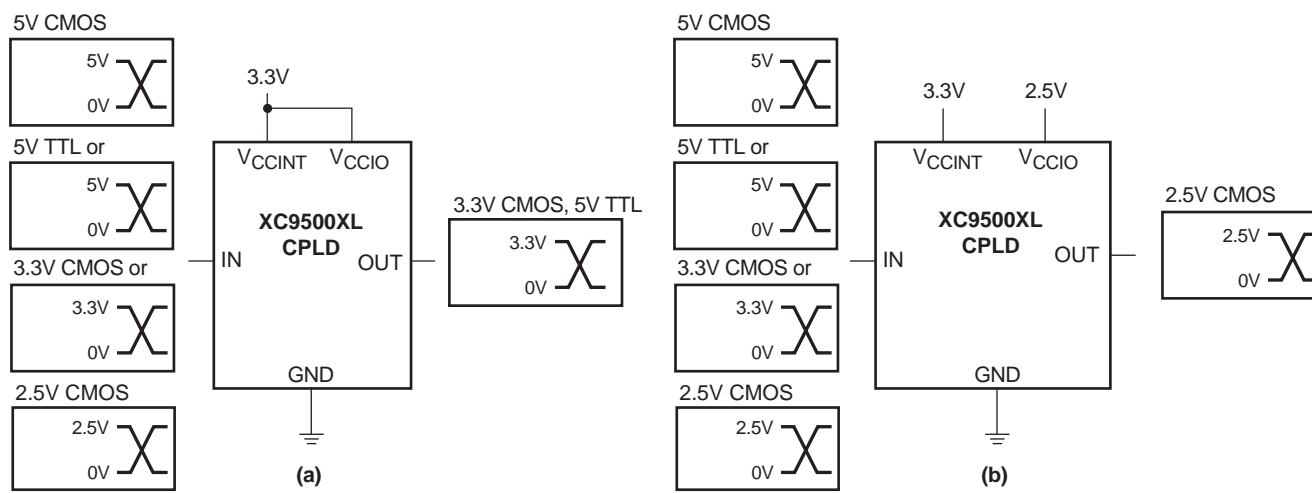 5V CMOS
5V
0V
5V TTL or
5V
0V
3.3V CMOS or
3.3V
0V
2.5V CMOS
2.5V
0V
3.3V
VCCINT
VCCIO
XC9500XL
CPLD
IN
OUT
GND
3.3V CMOS, 5V TTL
3.3V
0V
(a)
5V CMOS
5V
0V
5V TTL or
5V
0V
3.3V CMOS or
3.3V
0V
2.5V CMOS
2.5V
0V
3.3V
2.5V
VCCINT
VCCIO
XC9500XL
CPLD
IN
OUT
GND
2.5V CMOS
2.5V
0V
(b)